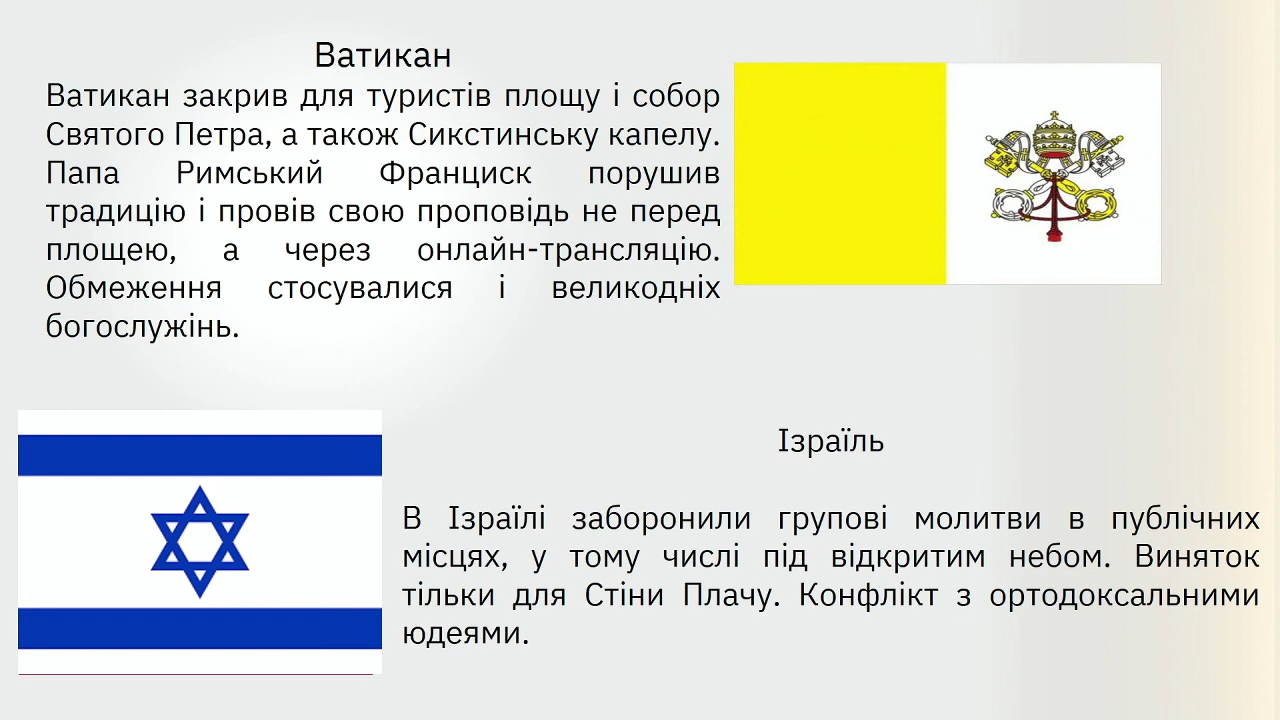 Ватикан
Ватикан закрив для туристів площу і собор
Святого Петра, а також Сикстинську капелу.
Папа Римський Франциск порушив
традицію і провів свою проповідь не перед
площею, а через онлайн-трансляцію.
Обмеження стосувалися і великодніх
богослужінь.
Ізраїль
В Ізраїлі заборонили групові молитви в публічних
місцях, у тому числі під відкритим небом. Виняток
тільки для Стіни Плачу. Конфлікт з ортодоксальними
юдеями.